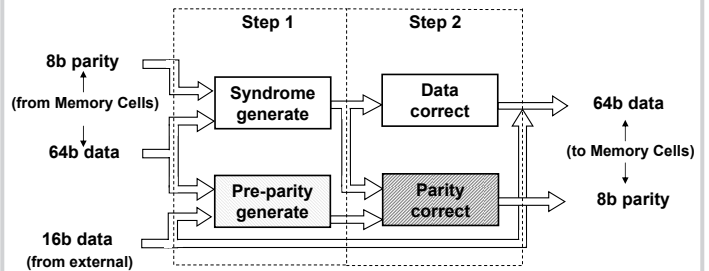 Step 1
Step 2
8b parity
(from Memory Cells)
64b data
16b data
(from external)
Syndrome
generate
Pre-parity
generate
Data
correct
Parity
correct
64b data
(to Memory Cells)
8b parity